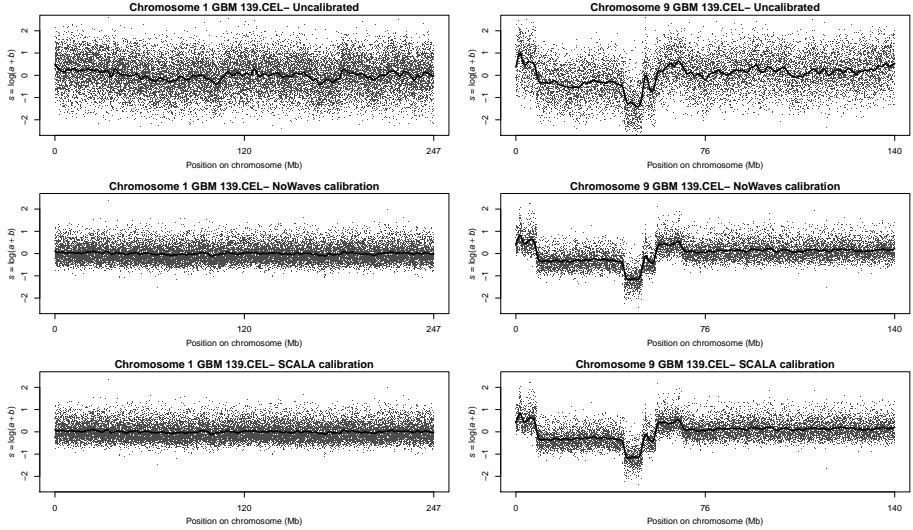 Chromosome 1 GBM 139.CEL– Uncalibrated
s = log(a + b)
2
1
0
−1
−2
0
120
247
Position on chromosome (Mb)
Chromosome 9 GBM 139.CEL– Uncalibrated
s = log(a + b)
2
1
0
−1
−2
0
76
140
Position on chromosome (Mb)
Chromosome 1 GBM 139.CEL– NoWaves calibration
s = log(a + b)
2
1
0
−1
−2
0
120
247
Position on chromosome (Mb)
Chromosome 9 GBM 139.CEL– NoWaves calibration
s = log(a + b)
2
1
0
−1
−2
0
76
140
Position on chromosome (Mb)
Chromosome 1 GBM 139.CEL– SCALA calibration
s = log(a + b)
2
1
0
−1
−2
0
120
247
Position on chromosome (Mb)
Chromosome 9 GBM 139.CEL– SCALA calibration
s = log(a + b)
2
1
0
−1
−2
0
76
140
Position on chromosome (Mb)